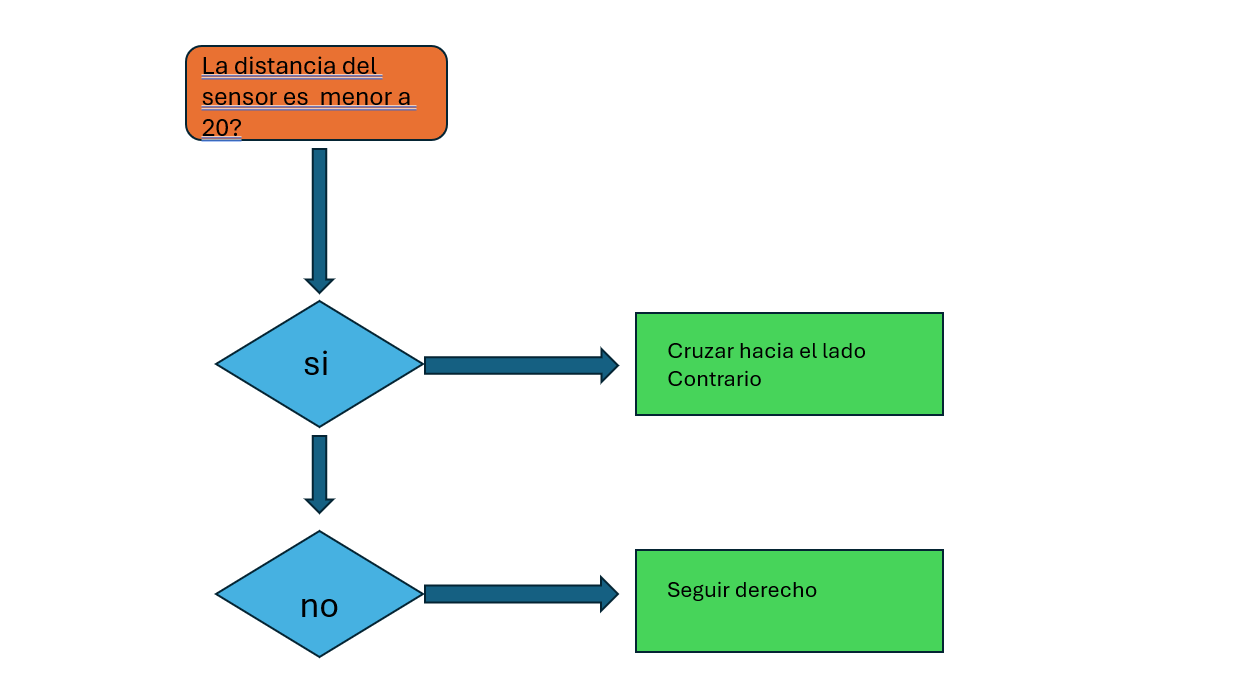 La distancia del
sensor es  menor a
20?
si
Cruzar hacia el lado
Contrario
no
Seguir derecho